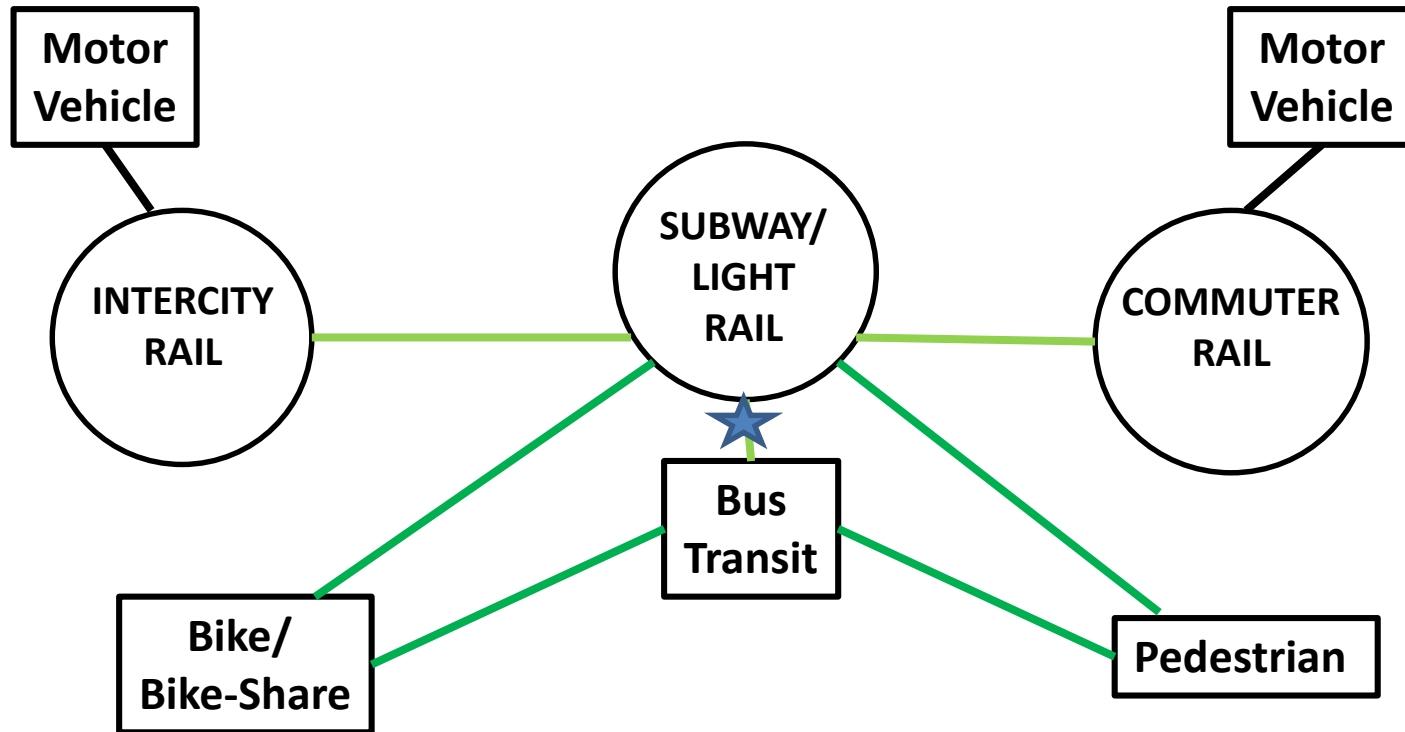 Motor
Vehicle
Motor
Vehicle
SUBWAY/
LIGHT
RAIL
INTERCITY
RAIL
COMMUTER
RAIL
Bus
Transit
Bike/
Bike-Share
Pedestrian